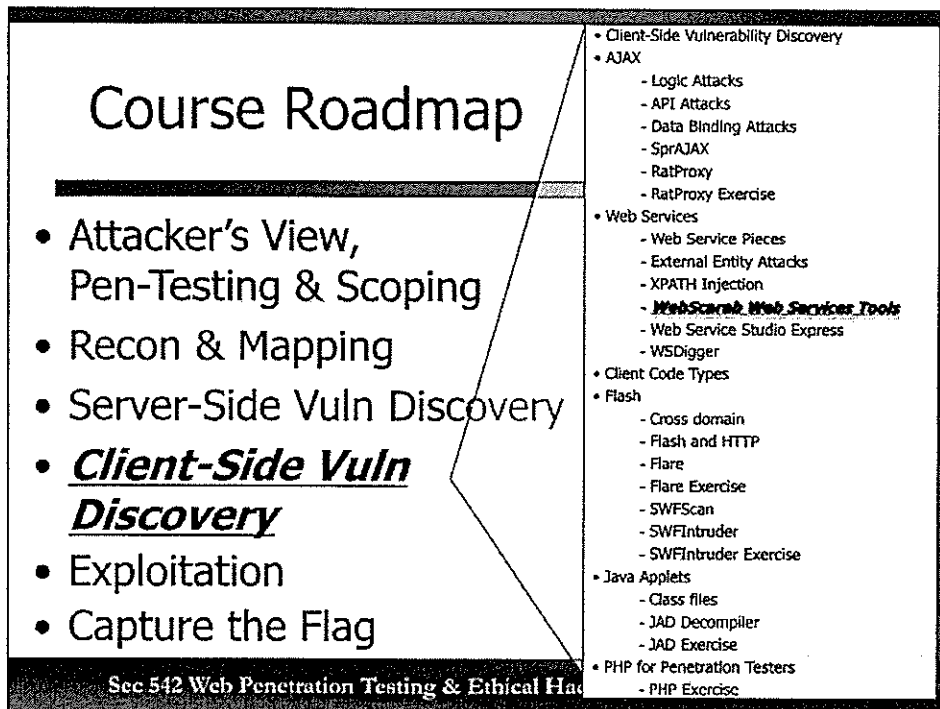 Course Roadmap
• Attacker's View,
Pen-Testing & Scoping
• Recon & Mapping
• Server-Side Vuln Discovery
• Client-Side Vuln
Discovery
• Exploitation
• Capture the Flag
Sec 542 Web Penetration Testing & Ethical Hac
• Client-Side Vulnerability Discovery
• AJAX
- Logic Attacks
- API Attacks
- Data Binding Attacks
- SprAJAX
- RatProxy
- RatProxy Exercise
• Web Services
- Web Service Pieces
- External Entity Attacks
- XPATH Injection
- WebScarab Web Services Tools
- Web Service Studio Express
- WSDigger
• Client Code Types
• Flash
- Cross domain
- Flash and HTTP
- Flare
- Flare Exercise
- SWFScan
- SWFIntruder
- SWFIntruder Exercise
• Java Applets
- Class files
- JAD Decompiler
- JAD Exercise
• PHP for Penetration Testers
- PHP Exercise